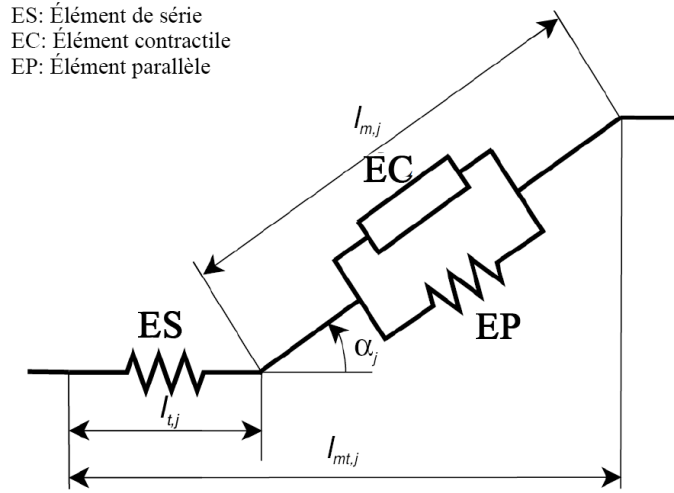 ES: Élément de série
EC: Élément contractile
EP: Élément parallèle
l_{m,j}
EC
ES
EP
α_j
l_{t,j}
l_{mt,j}